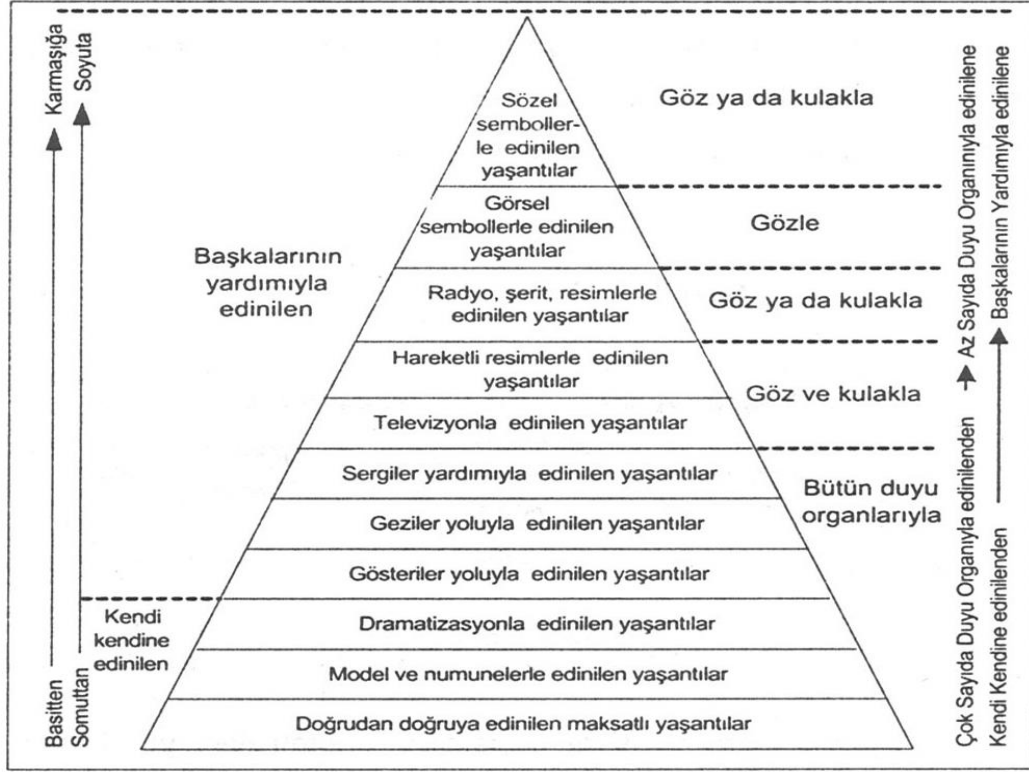 Karmaşığa
Soyuta
Basitten
Somuttan
Başkalarının
yardımıyla
edinilen
Kendi
kendine
edinilen
Sözel
semboller-
le edinilen
yaşantılar
Görsel
sembollerle edinilen
yaşantılar
Radyo, şerit, resimlerle
edinilen yaşantılar
Hareketli resimlerle edinilen
yaşantılar
Televizyonla edinilen yaşantılar
Sergiler yardımıyla edinilen yaşantılar
Geziler yoluyla edinilen yaşantılar
Gösteriler yoluyla edinilen yaşantılar
Dramatizasyonla edinilen yaşantılar
Model ve numunelerle edinilen yaşantılar
Doğrudan doğruya edinilen maksatlı yaşantılar
Göz ya da kulakla
Gözle
Göz ya da kulakla
Göz ve kulakla
Bütün duyu
organlarıyla
Çok Sayıda Duyu Organıyla edinilenden
Az Sayıda Duyu Organınıyla edinilene
Kendi Kendine edinilenden
Başkalarının Yardımıyla edinilene